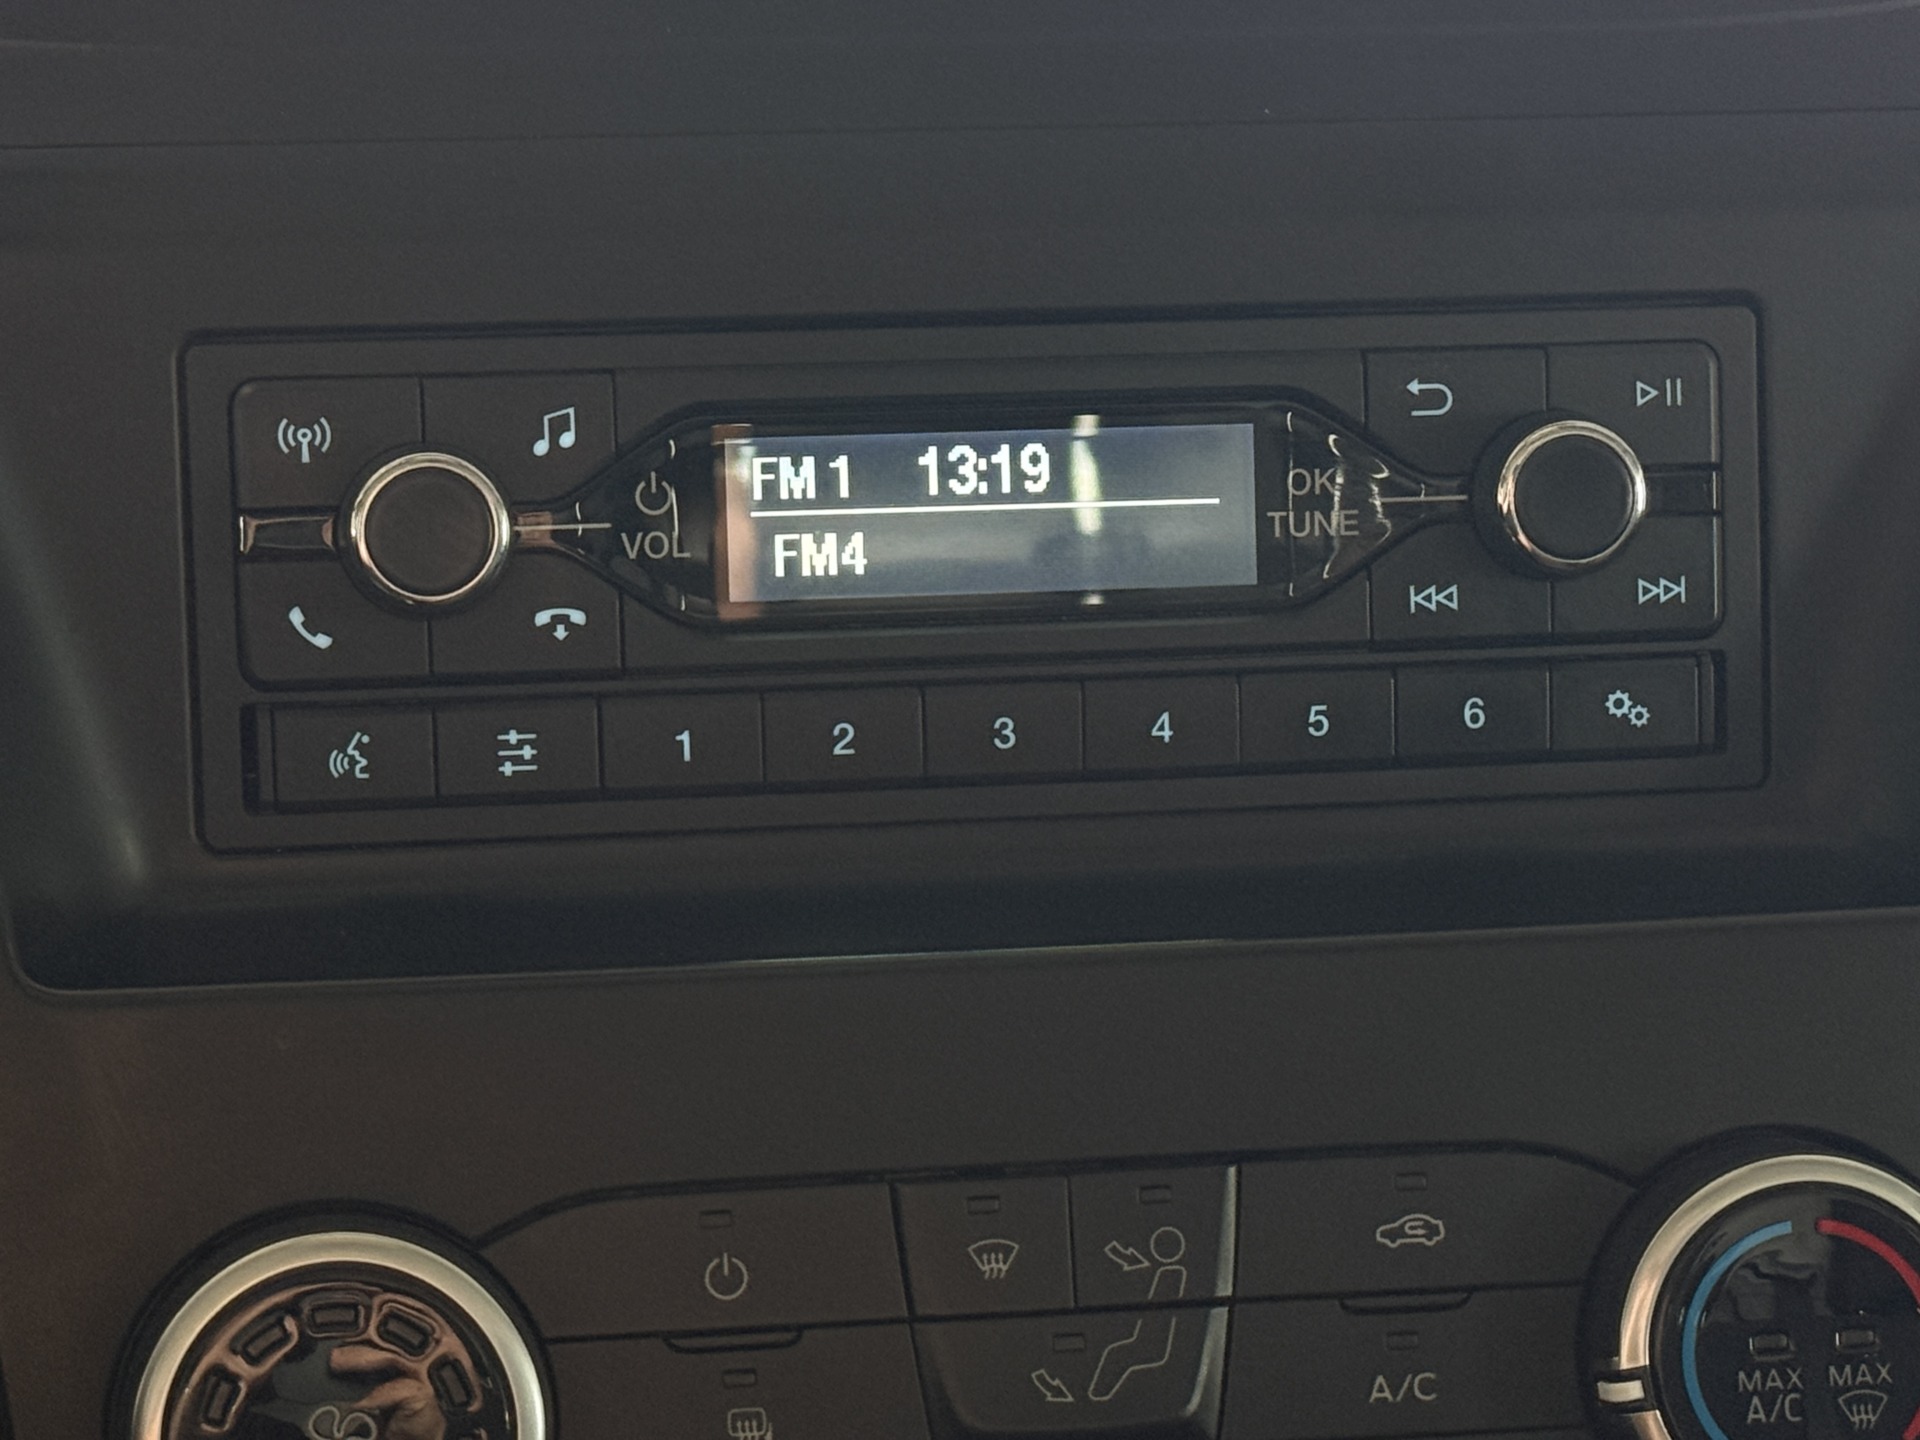 FM 1 13:19
FM4
VOL
OK
TUNE
1 2 3 4 5 6
A/C
MAX A/C
MAX